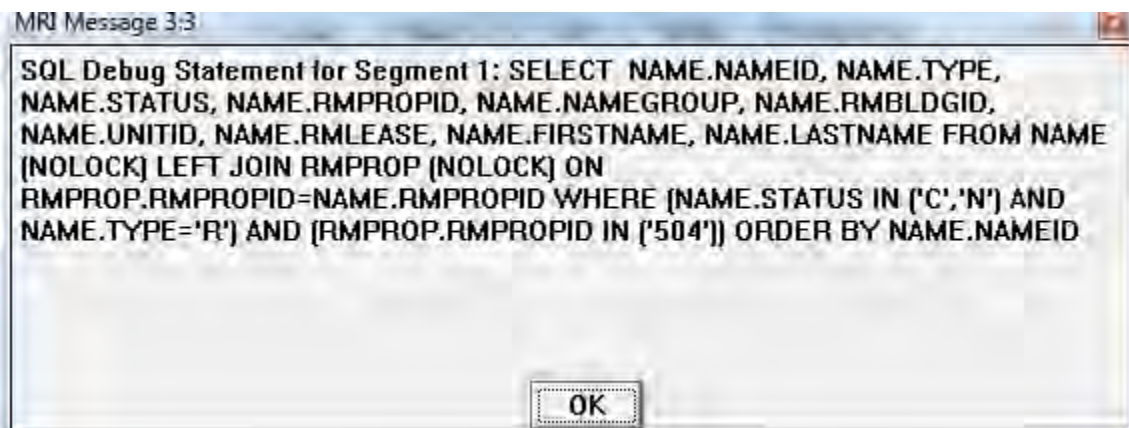 MRI Message 3:3
SQL Debug Statement for Segment 1: SELECT  NAME.NAMEID, NAME.TYPE,
NAME.STATUS, NAME.RMPROPID, NAME.NAMEGROUP, NAME.RMBLDGID,
NAME.UNITID, NAME.RMLEASE, NAME.FIRSTNAME, NAME.LASTNAME FROM NAME
(NOLOCK) LEFT JOIN RMPROP (NOLOCK) ON
RMPROP.RMPROPID=NAME.RMPROPID WHERE (NAME.STATUS IN ('C','N') AND
NAME.TYPE='R') AND (RMPROP.RMPROPID IN ('504')) ORDER BY NAME.NAMEID
OK